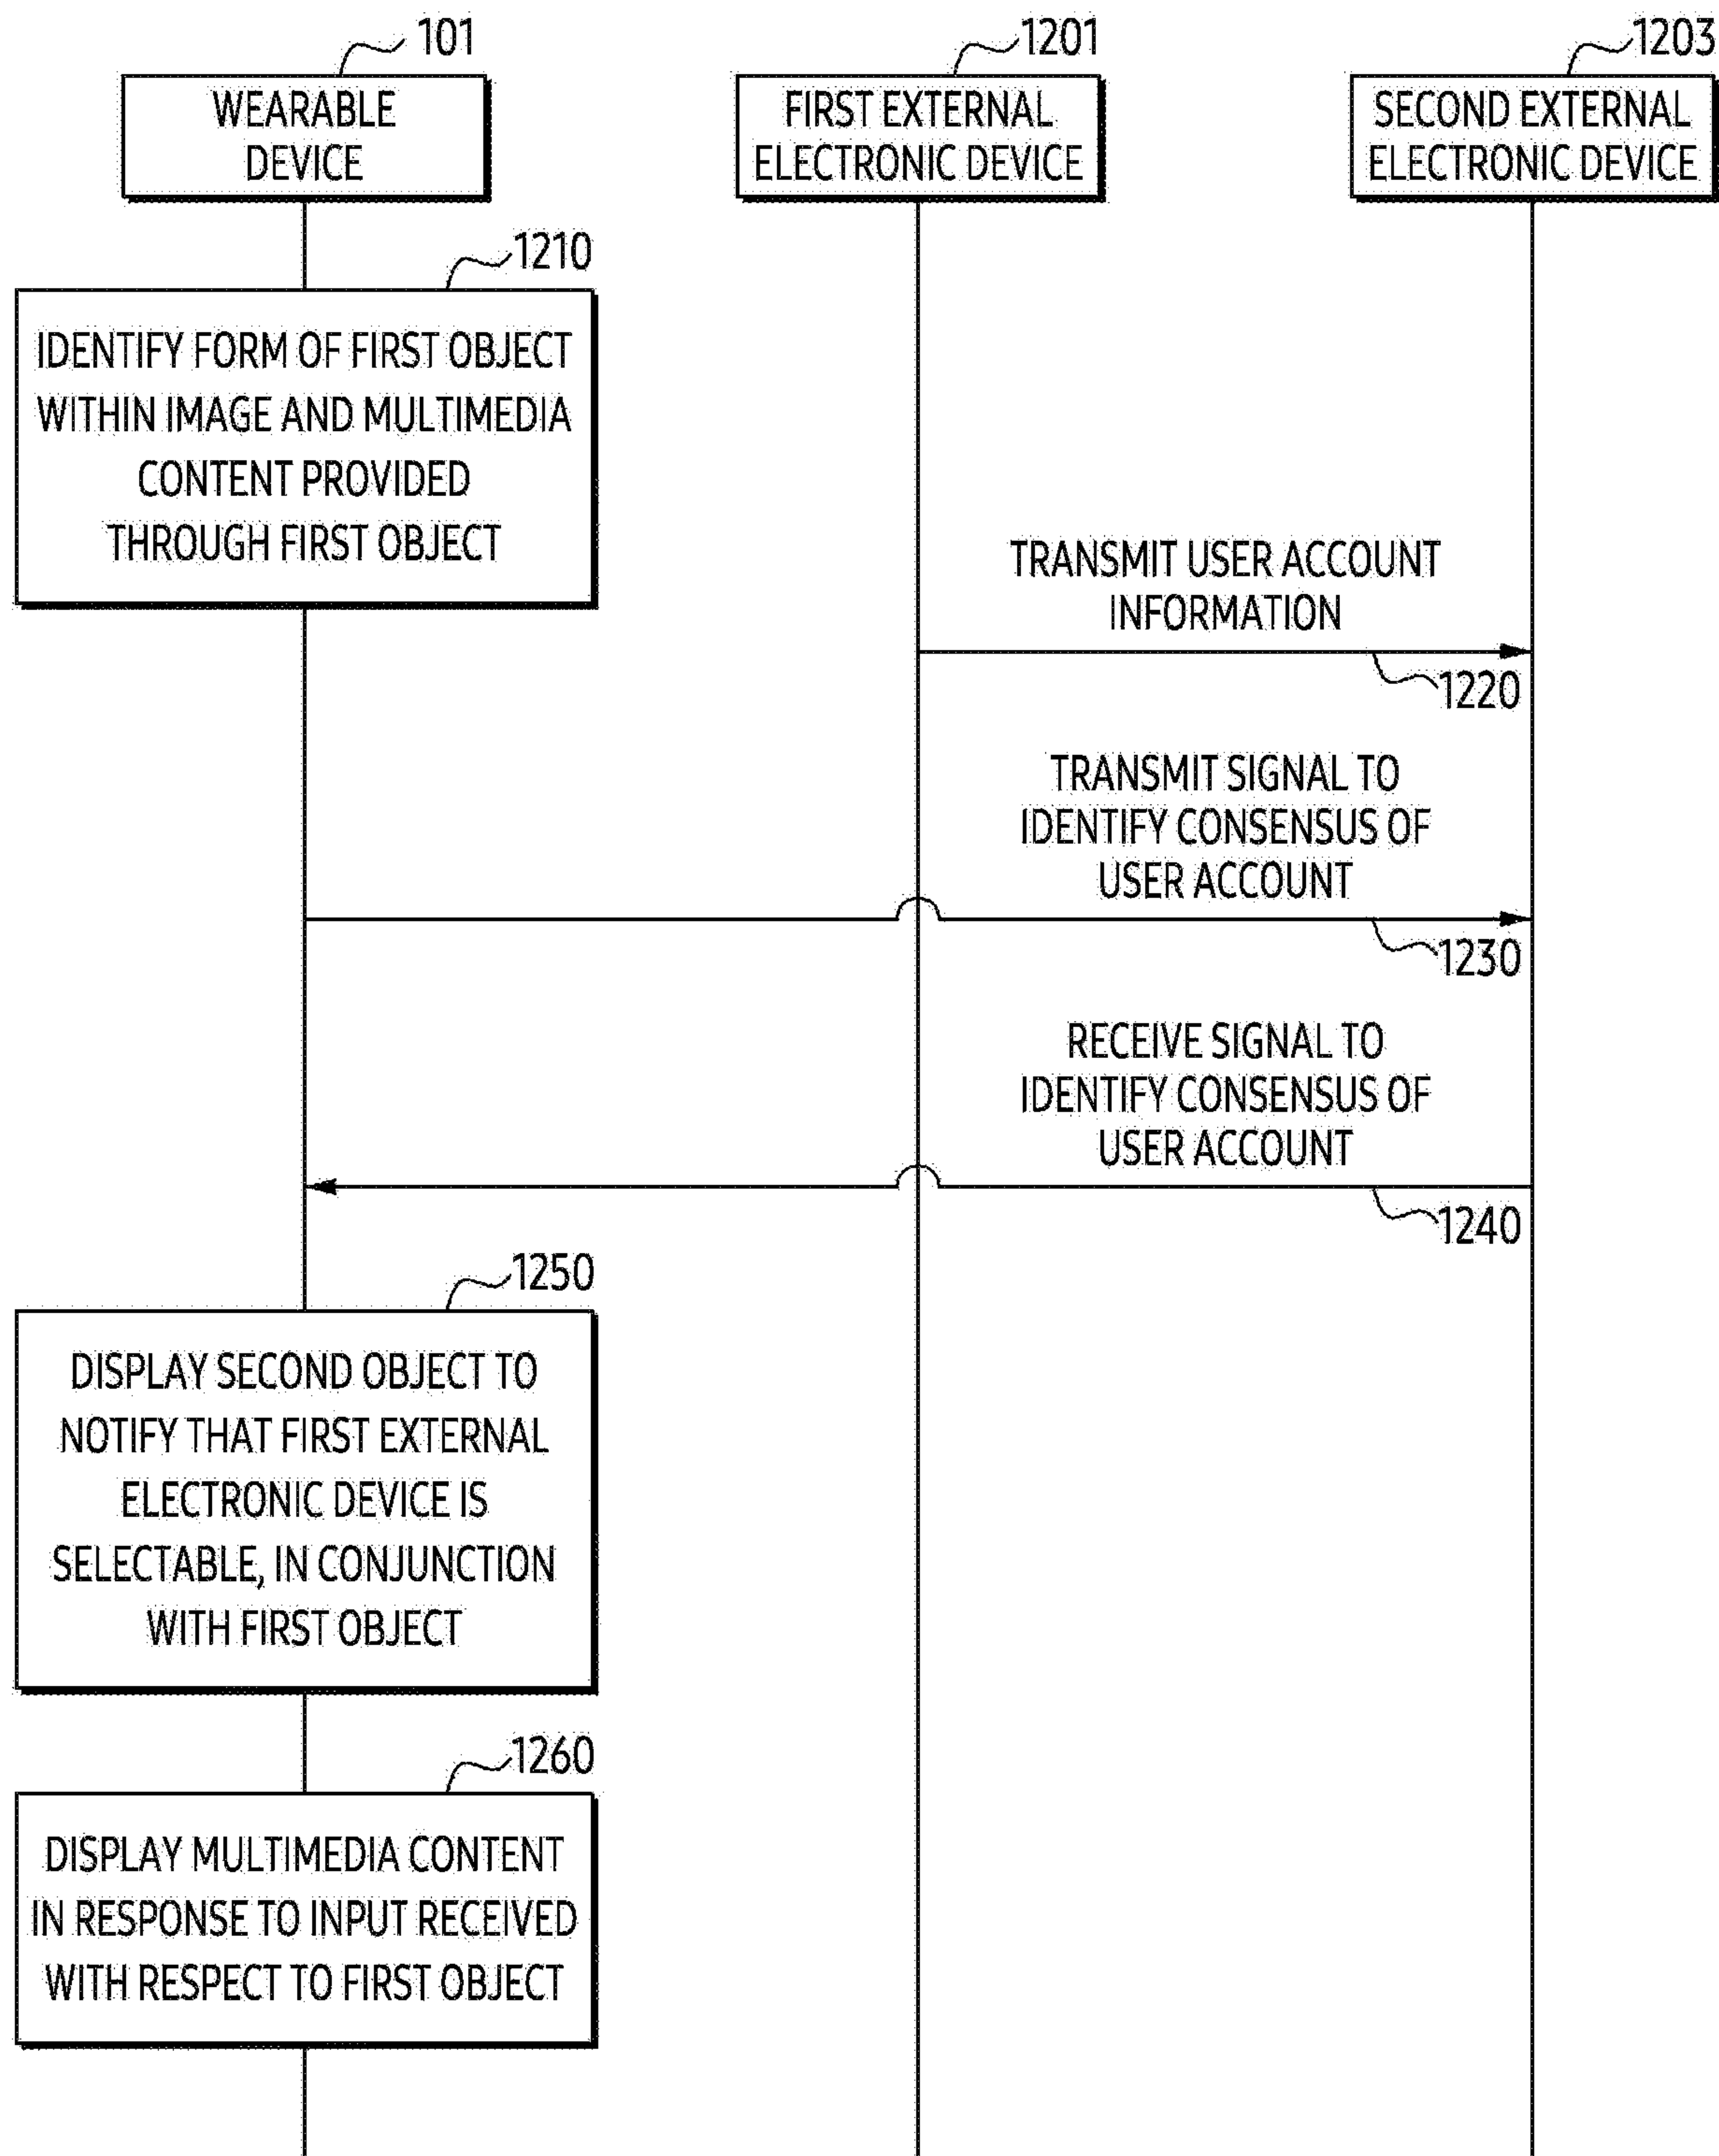 101
WEARABLE
DEVICE
1201
FIRST EXTERNAL
ELECTRONIC DEVICE
1203
SECOND EXTERNAL
ELECTRONIC DEVICE
1210
IDENTIFY FORM OF FIRST OBJECT
WITHIN IMAGE AND MULTIMEDIA
CONTENT PROVIDED
THROUGH FIRST OBJECT
TRANSMIT USER ACCOUNT
INFORMATION
1220
TRANSMIT SIGNAL TO
IDENTIFY CONSENSUS OF
USER ACCOUNT
1230
RECEIVE SIGNAL TO
IDENTIFY CONSENSUS OF
USER ACCOUNT
1240
1250
DISPLAY SECOND OBJECT TO
NOTIFY THAT FIRST EXTERNAL
ELECTRONIC DEVICE IS
SELECTABLE, IN CONJUNCTION
WITH FIRST OBJECT
1260
DISPLAY MULTIMEDIA CONTENT
IN RESPONSE TO INPUT RECEIVED
WITH RESPECT TO FIRST OBJECT